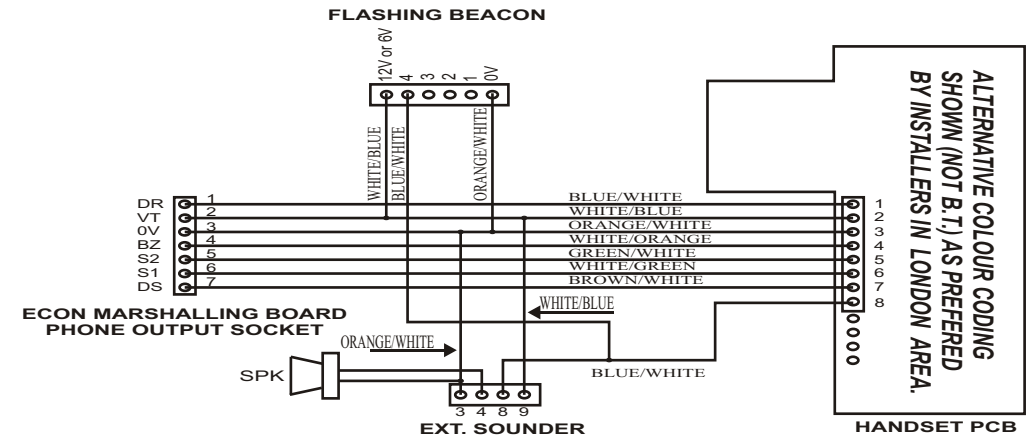 FLASHING BEACON
12V or 6V
4
3
2
1
0V
WHITE/BLUE
BLUE/WHITE
ORANGE/WHITE
ALTERNATIVE COLOUR CODING
SHOWN (NOT B.T.) AS PREFERED
BY INSTALLERS IN LONDON AREA.
DR 1 BLUE/WHITE 1
VT 2 WHITE/BLUE 2
0V 3 ORANGE/WHITE 3
BZ 4 WHITE/ORANGE 4
S2 5 GREEN/WHITE 5
S1 6 WHITE/GREEN 6
DS 7 BROWN/WHITE 7
8
ECON MARSHALLING BOARD
PHONE OUTPUT SOCKET
WHITE/BLUE
ORANGE/WHITE
SPK
BLUE/WHITE
3 4 8 9
EXT. SOUNDER
HANDSET PCB